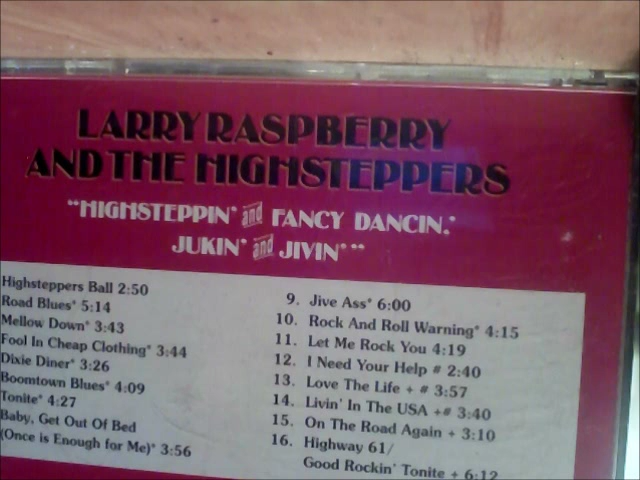 LARRY RASPBERRY
AND THE HIGHSTEPPERS
"HIGHSTEPPIN' and FANCY DANCIN.'
JUKIN' and JIVIN'"
Highsteppers Ball 2:50
Road Blues* 5:14
Mellow Down* 3:43
Fool In Cheap Clothing* 3:44
Dixie Diner* 3:26
Boomtown Blues* 4:09
Tonite* 4:27
Baby, Get Out Of Bed
(Once is Enough for Me)* 3:56
9. Jive Ass* 6:00
10. Rock And Roll Warning* 4:15
11. Let Me Rock You 4:19
12. I Need Your Help # 2:40
13. Love The Life + # 3:57
14. Livin' In The USA +# 3:40
15. On The Road Again + 3:10
16. Highway 61/
Good Rockin' Tonite + 6:12